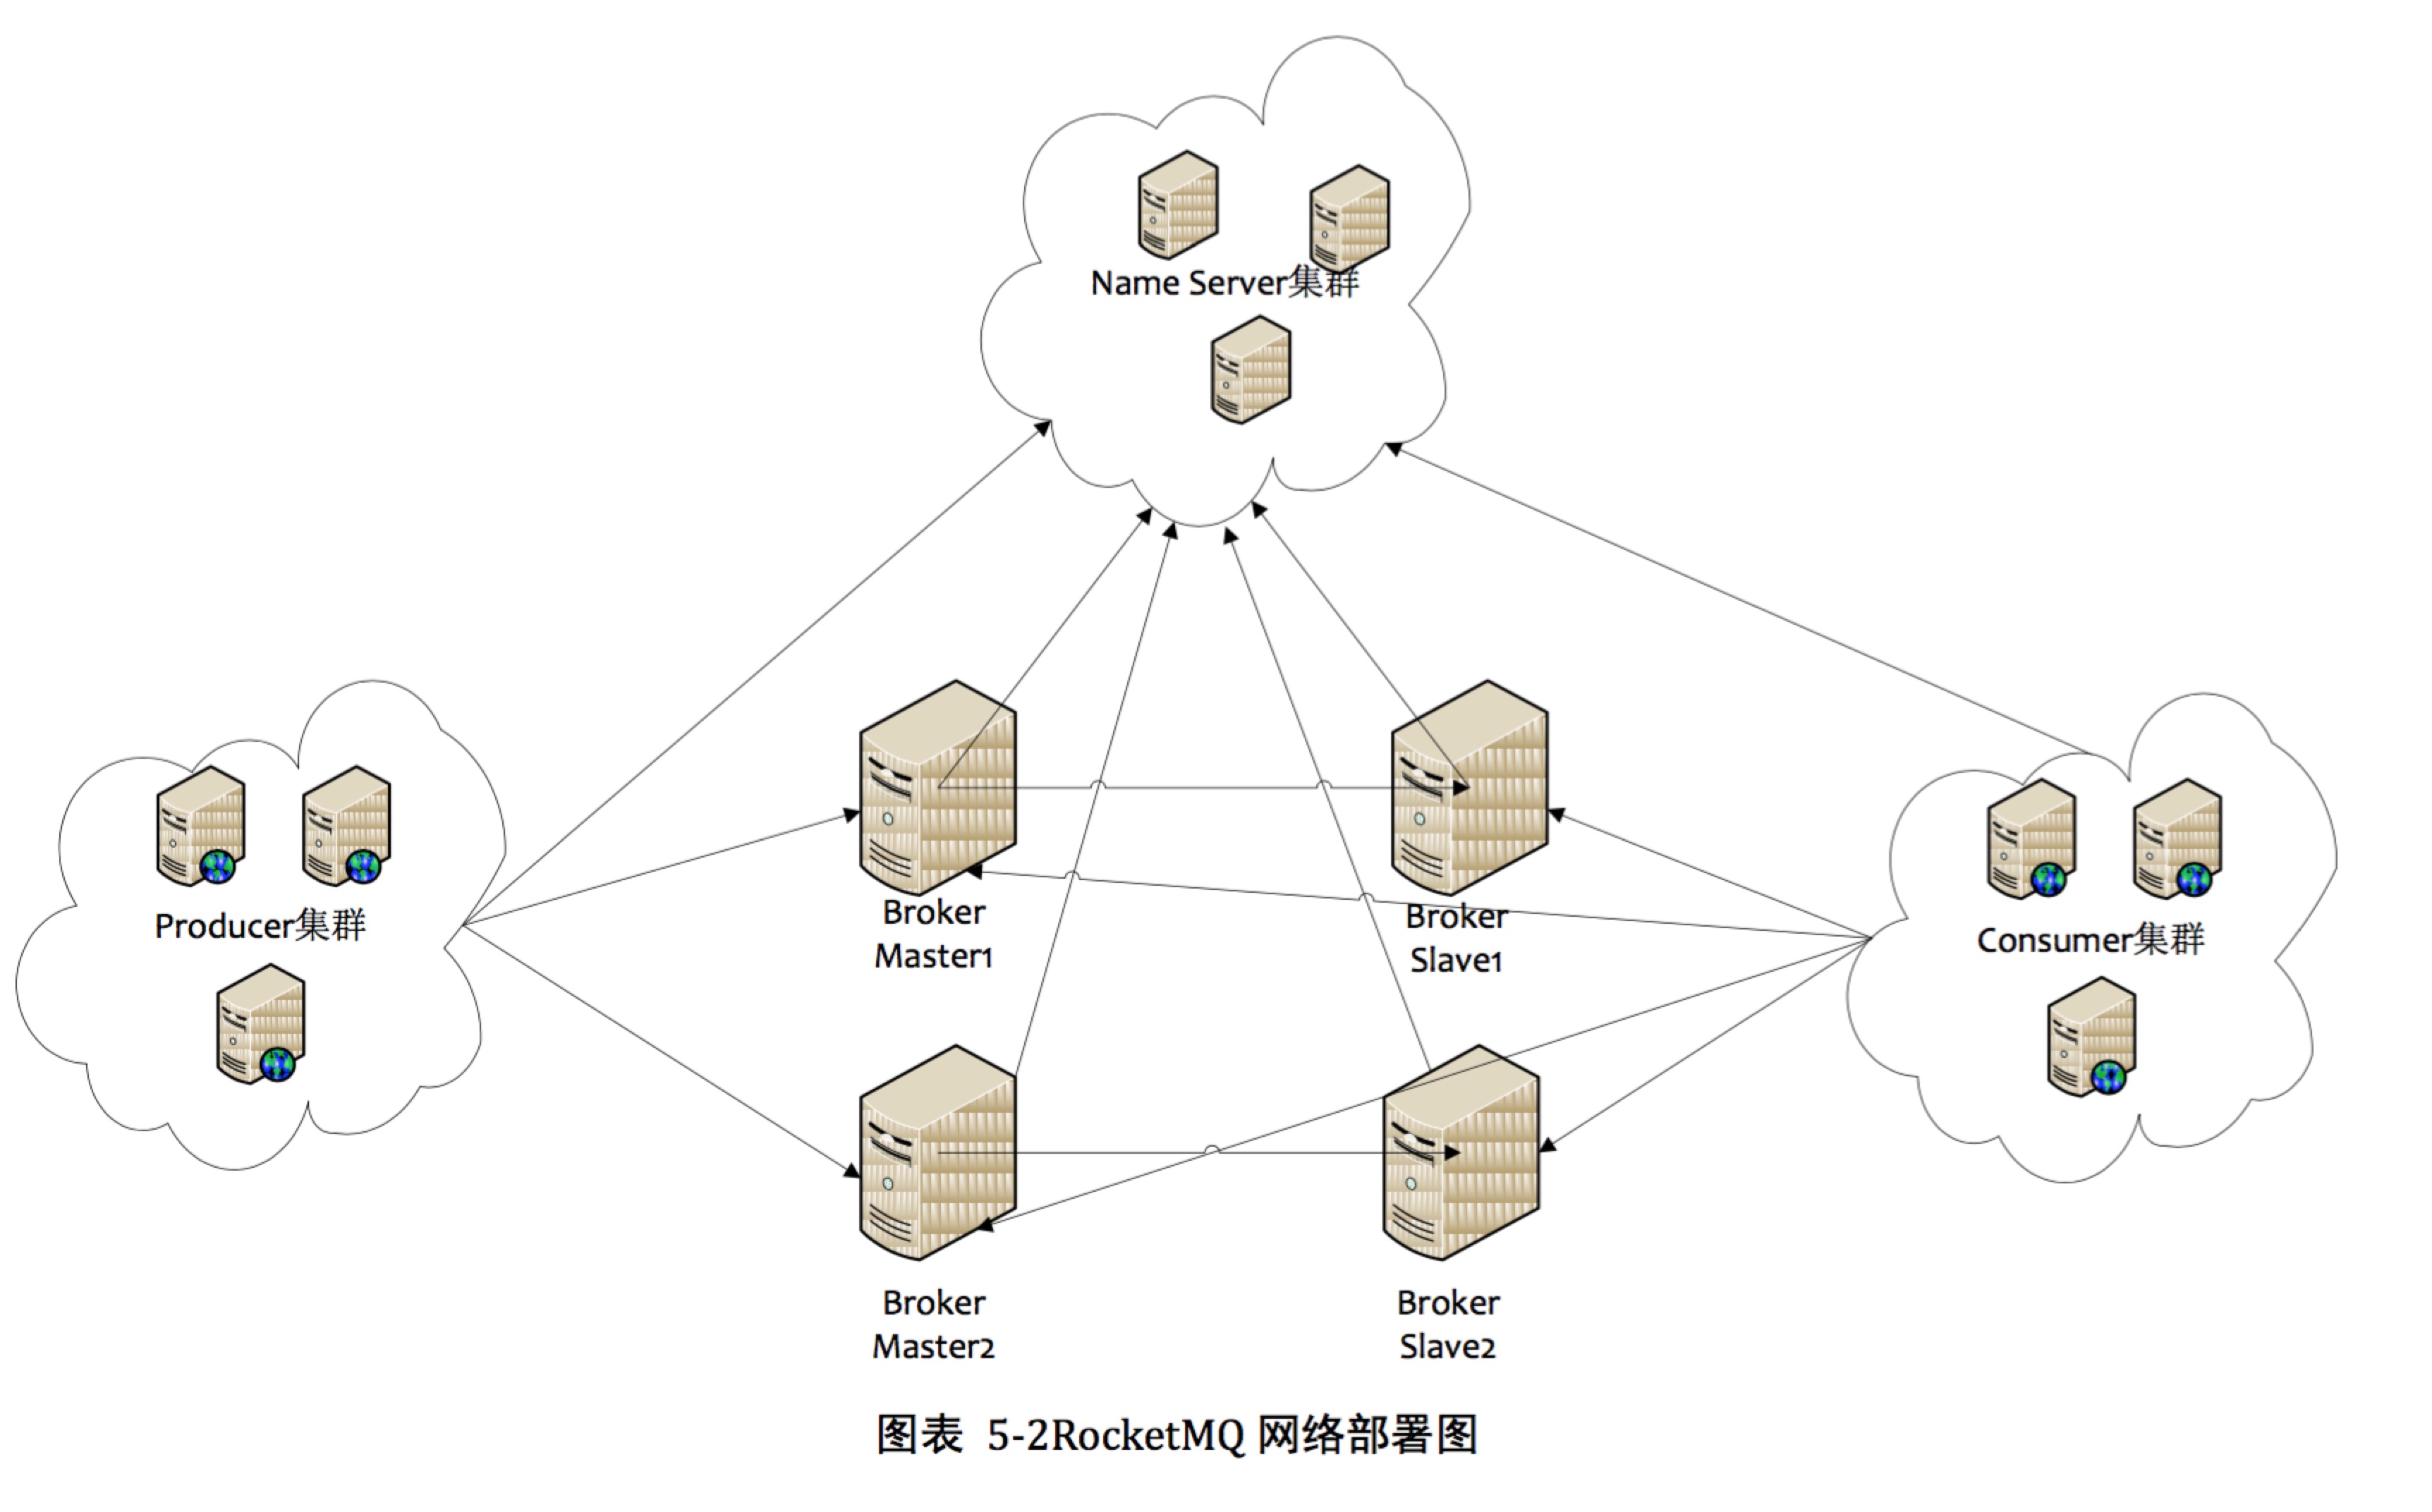 Name Server集群
Producer集群
Broker
Master1
Broker
Slave1
Consumer集群
Broker
Master2
Broker
Slave2
图表 5-2RocketMQ 网络部署图